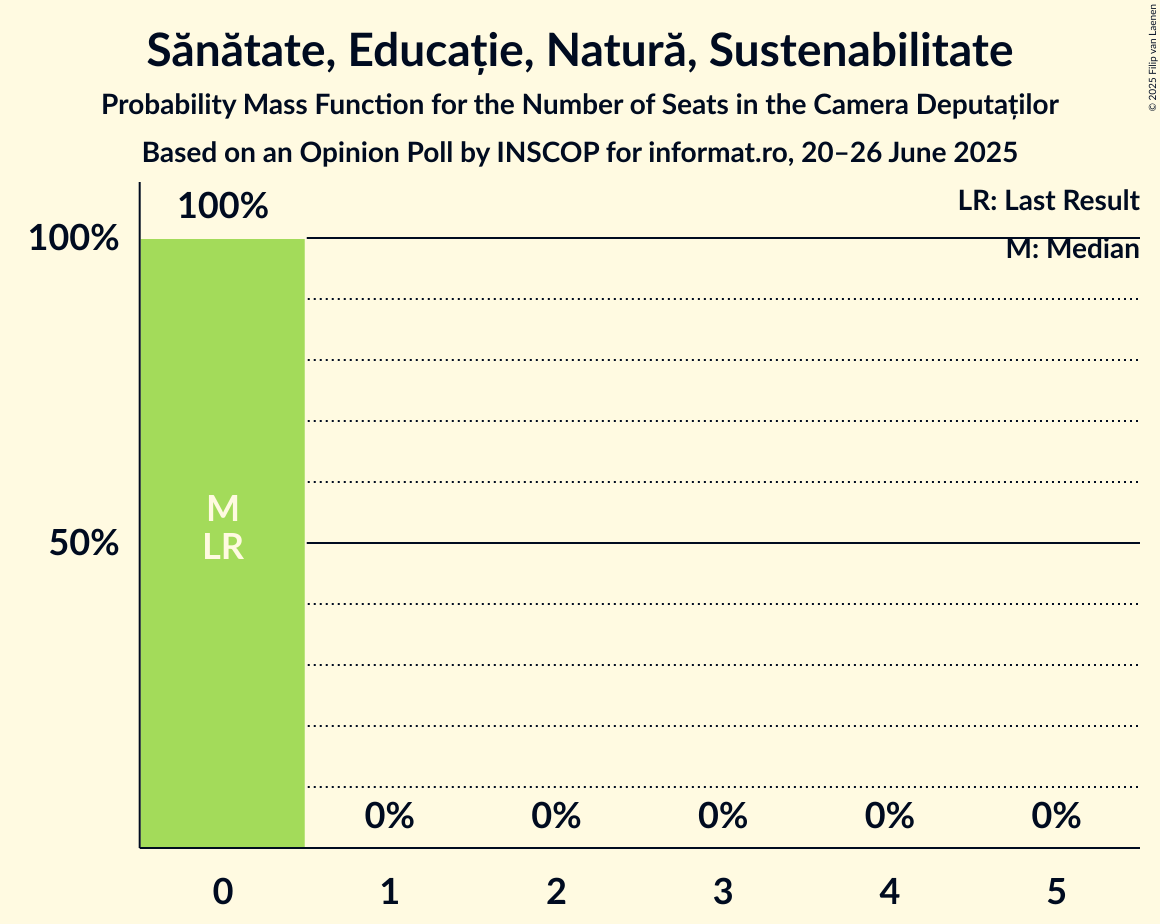 Sănătate, Educație, Natură, Sustenabilitate
Probability Mass Function for the Number of Seats in the Camera Deputaților
Based on an Opinion Poll by INSCOP for informat.ro, 20–26 June 2025
© 2025 Filip van Laenen
LR: Last Result
M: Median
100%
100%
50%
M
LR
0%
0%
0%
0%
0%
0
1
2
3
4
5